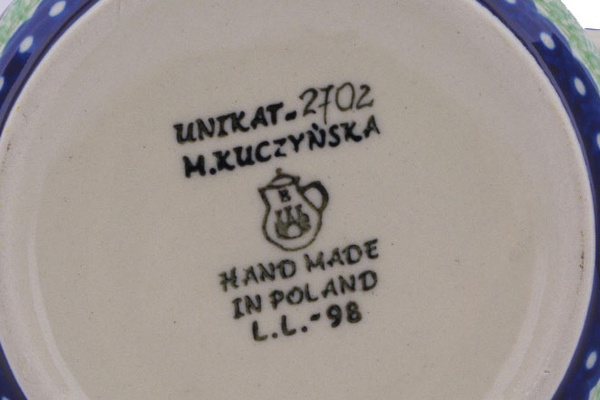 UNIKAT-2702
M.KUCZYŃSKA
B
HAND MADE
IN POLAND
L.L.-98